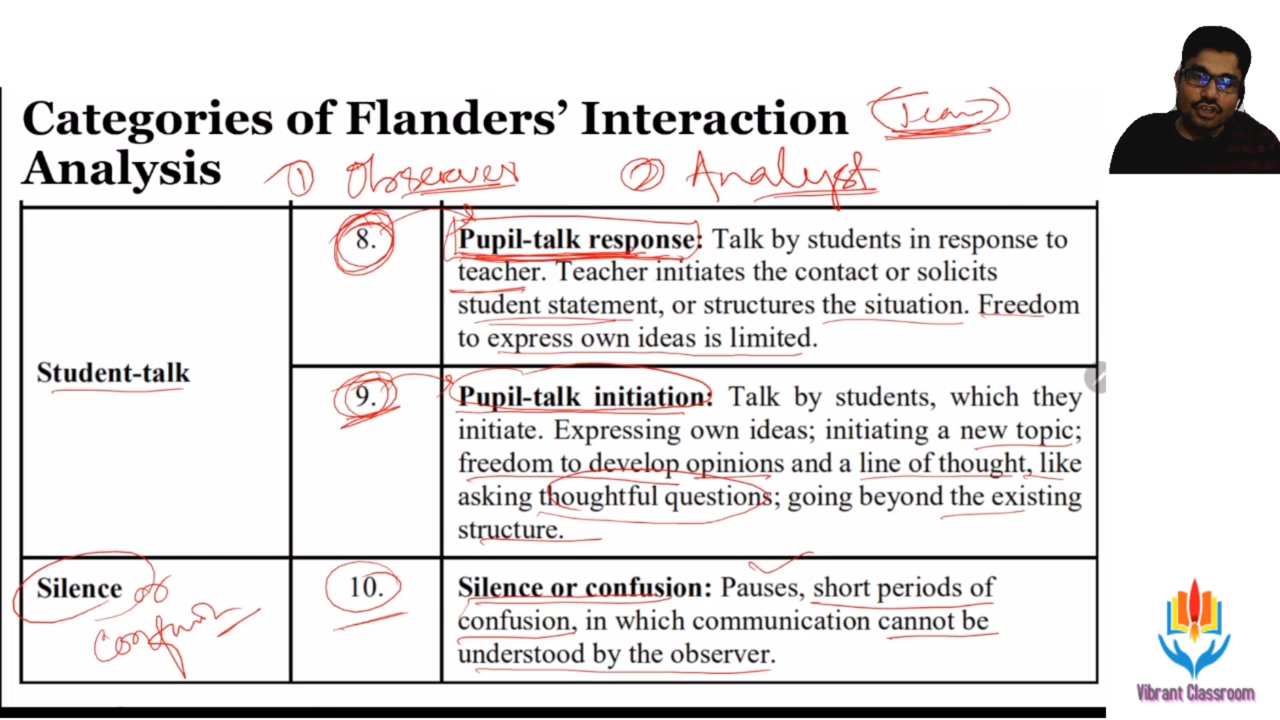 Categories of Flanders' Interaction (Team)
Analysis ① Observer ② Analyst
Student-talk
8.
Pupil-talk response: Talk by students in response to
teacher. Teacher initiates the contact or solicits
student statement, or structures the situation. Freedom
to express own ideas is limited.
9.
Pupil-talk initiation: Talk by students, which they
initiate. Expressing own ideas; initiating a new topic;
freedom to develop opinions and a line of thought, like
asking thoughtful questions; going beyond the existing
structure.
Silence or
confusion
10.
Silence or confusion: Pauses, short periods of
confusion, in which communication cannot be
understood by the observer.
Vibrant Classroom